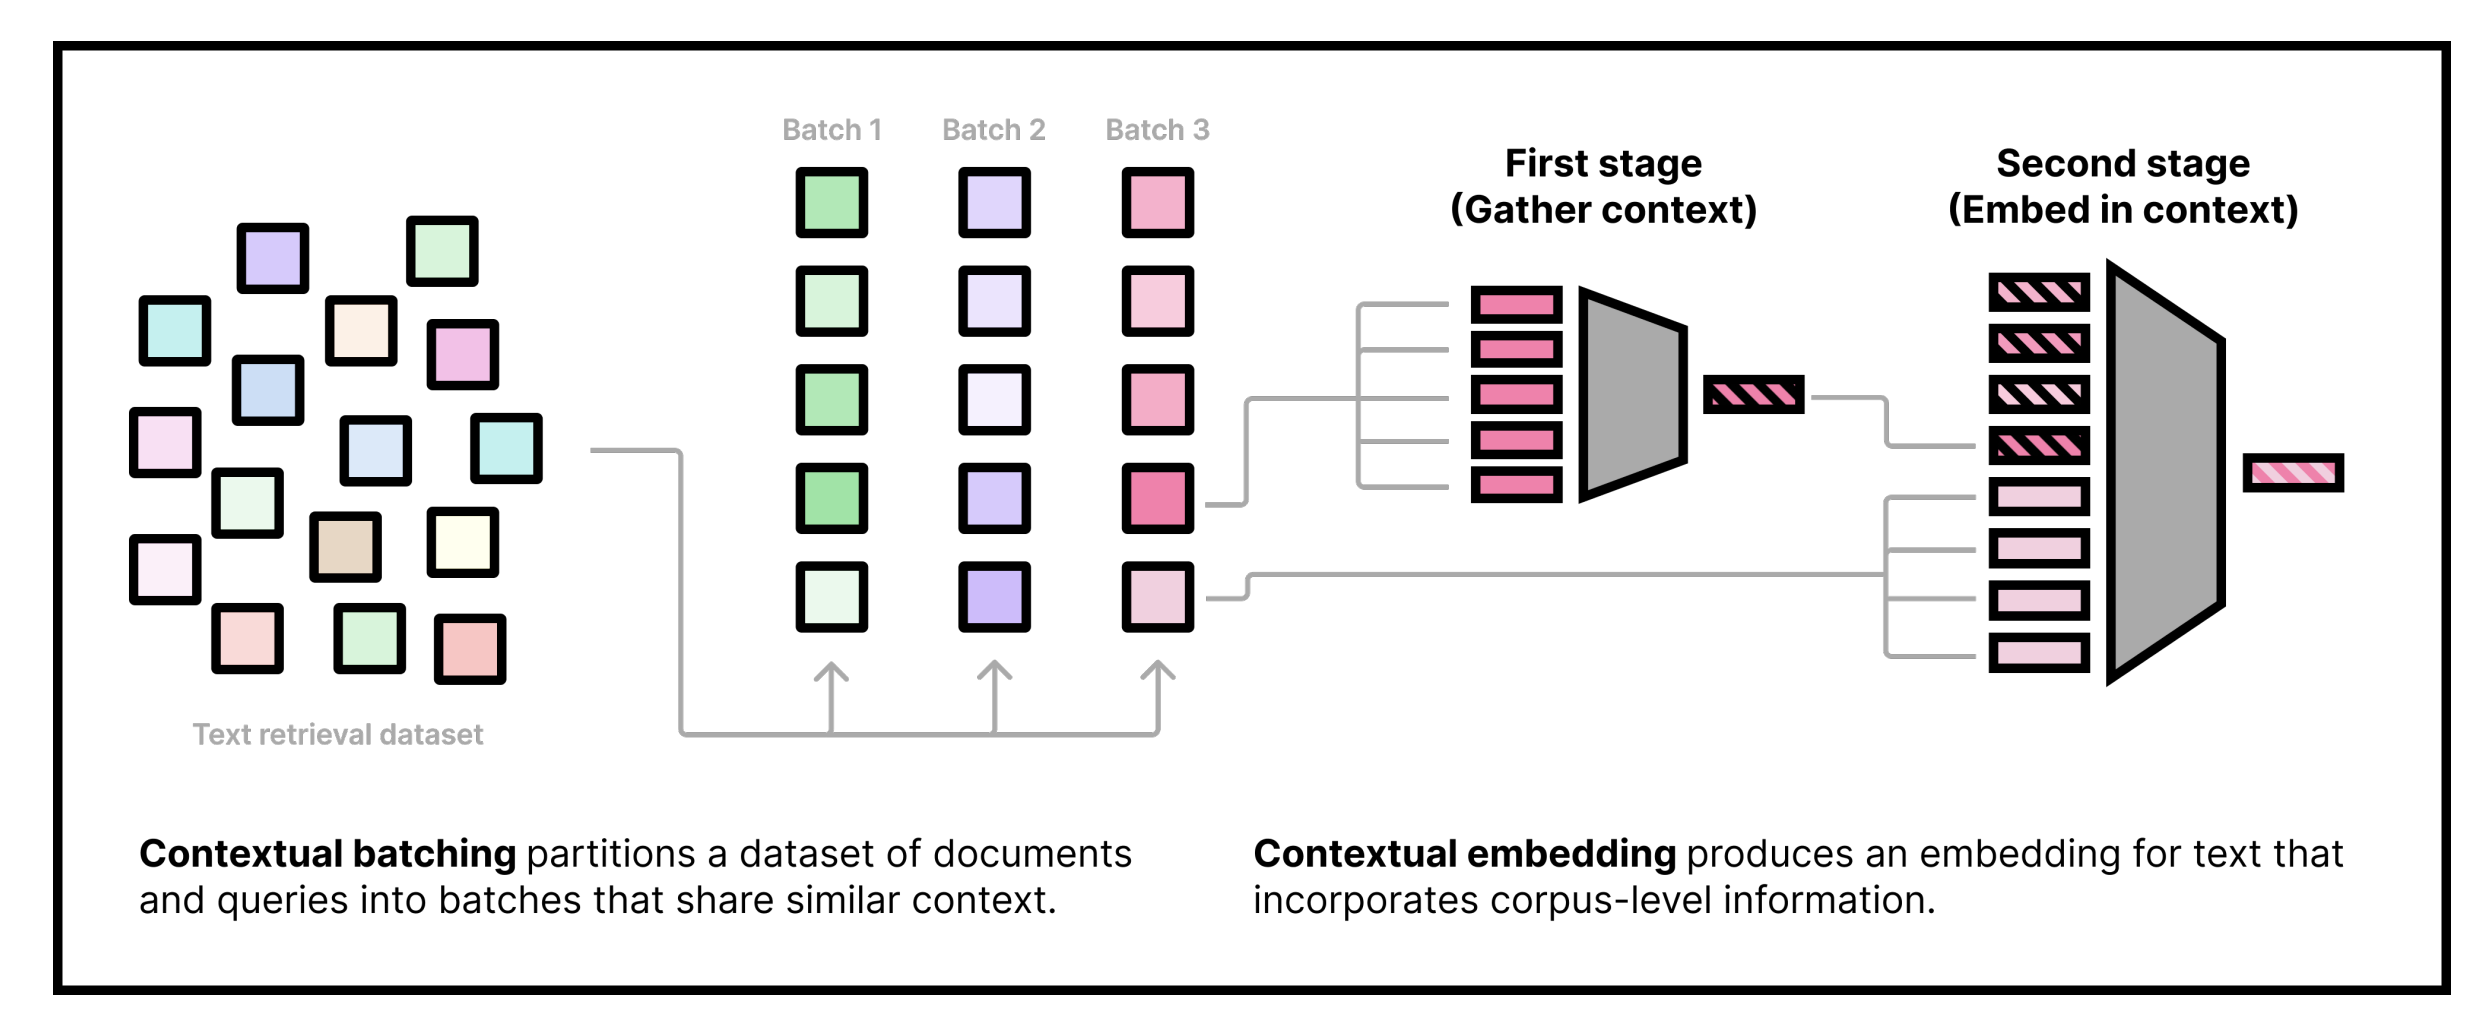 Batch 1
Batch 2
Batch 3
First stage
(Gather context)
Second stage
(Embed in context)
Text retrieval dataset
Contextual batching partitions a dataset of documents
and queries into batches that share similar context.
Contextual embedding produces an embedding for text that
incorporates corpus-level information.